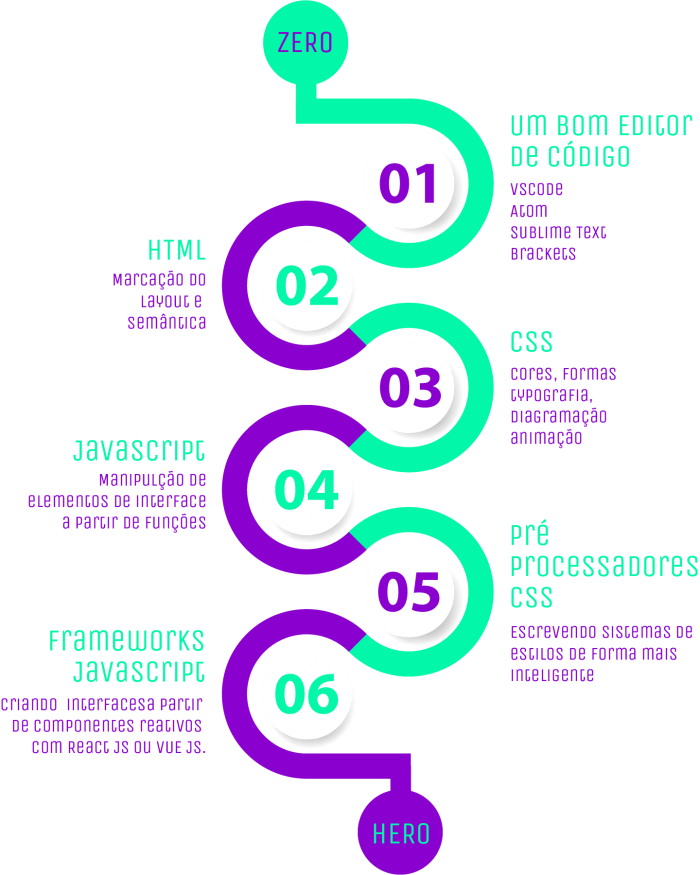 ZERO
01
Um bom editor
de código
VSCode
Atom
Sublime Text
Brackets
02
HTML
Marcação do
Layout e
semântica
03
CSS
Cores, formas
typografia,
diagramação
animação
04
Javascript
Manipulção de
elementos de interface
a partir de funções
05
Pré
processadores
CSS
Escrevendo sistemas de
estilos de forma mais
inteligente
06
Frameworks
Javascript
Criando interfacesa partir
de componentes reativos
com React JS ou VUE JS.
HERO